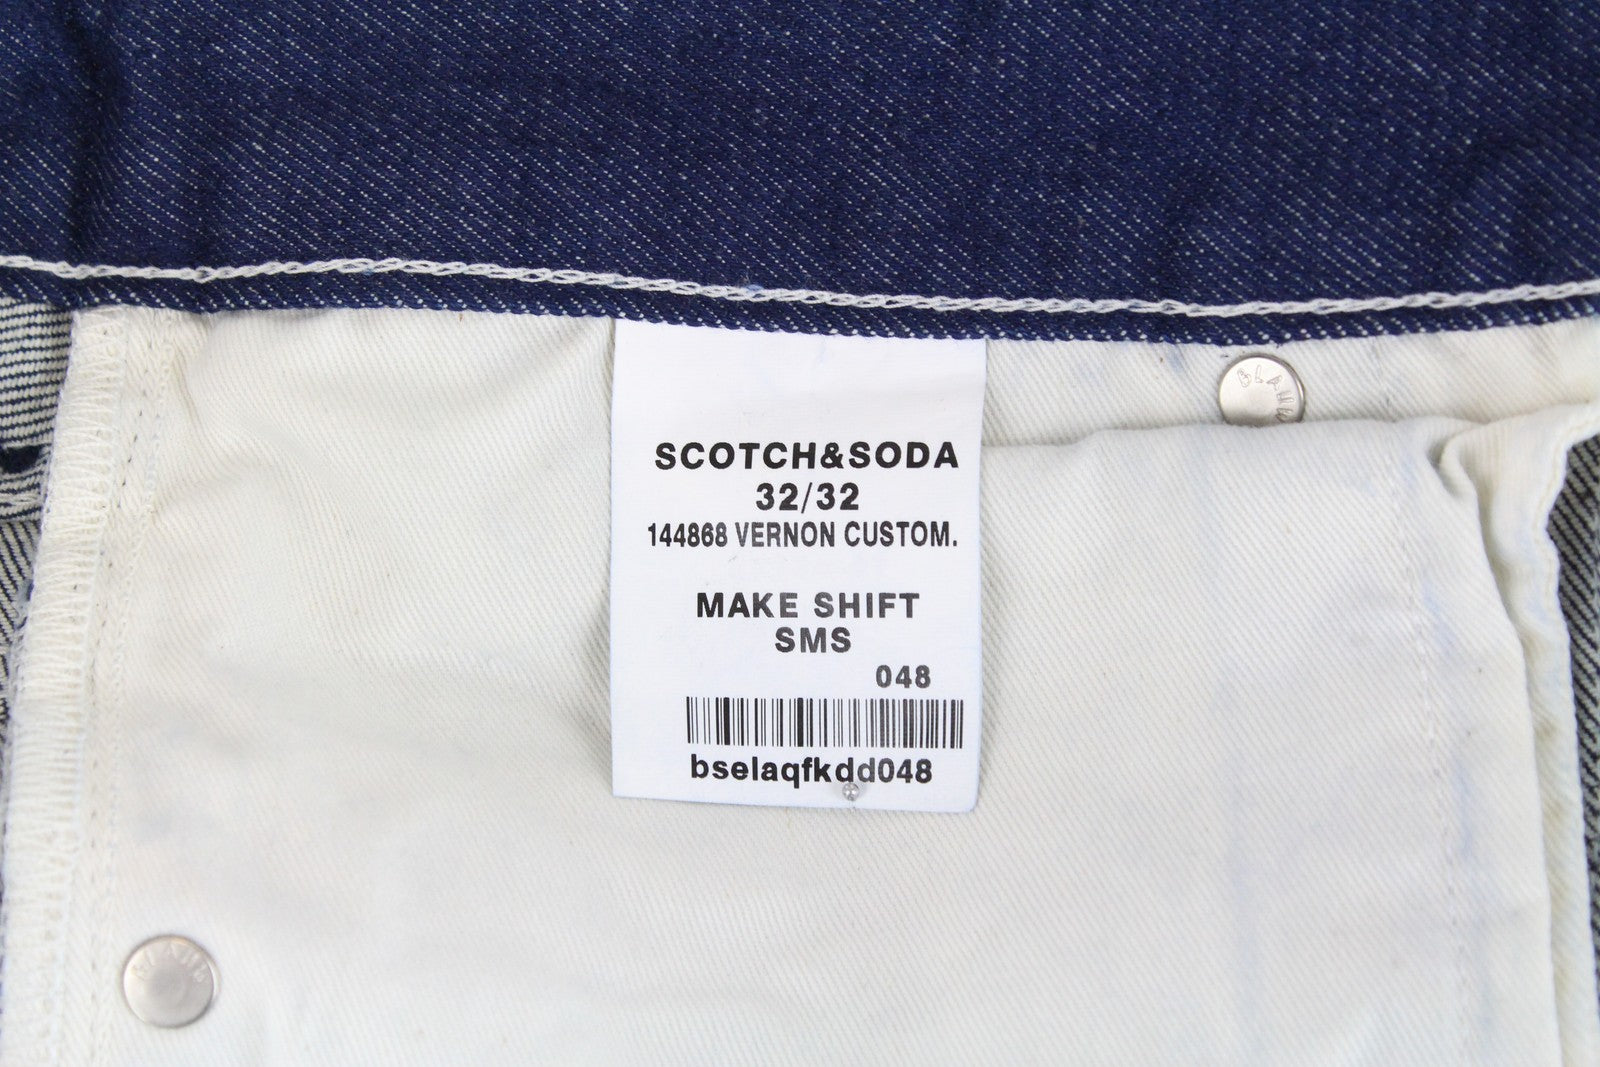 SCOTCH&SODA
32/32
144868 VERNON CUSTOM.
MAKE SHIFT
SMS
048
bselaqfkdd048